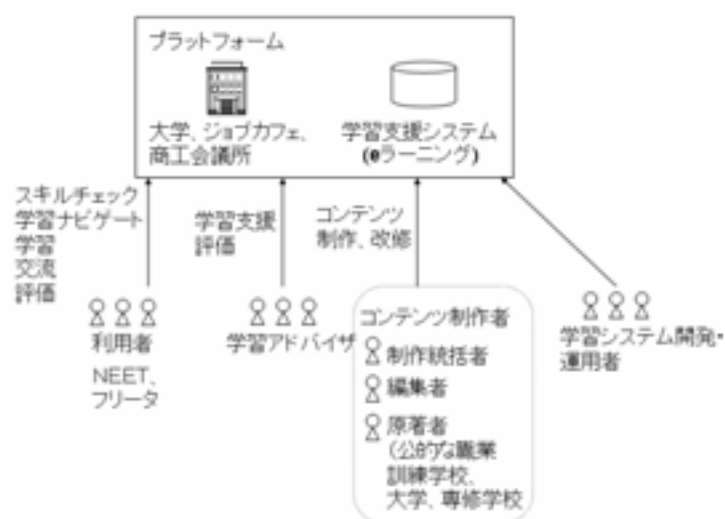 プラットフォーム
大学、ジョブカフェ、
商工会議所
学習支援システム
(eラーニング)
スキルチェック
学習ナビゲート
学習
交流
評価
学習支援
評価
コンテンツ
制作、改修
利用者
NEET、
フリータ
学習アドバイザ
コンテンツ制作者
制作統括者
編集者
原著者
(公的な職業
訓練学校、
大学、専修学校
学習システム開発・
運用者